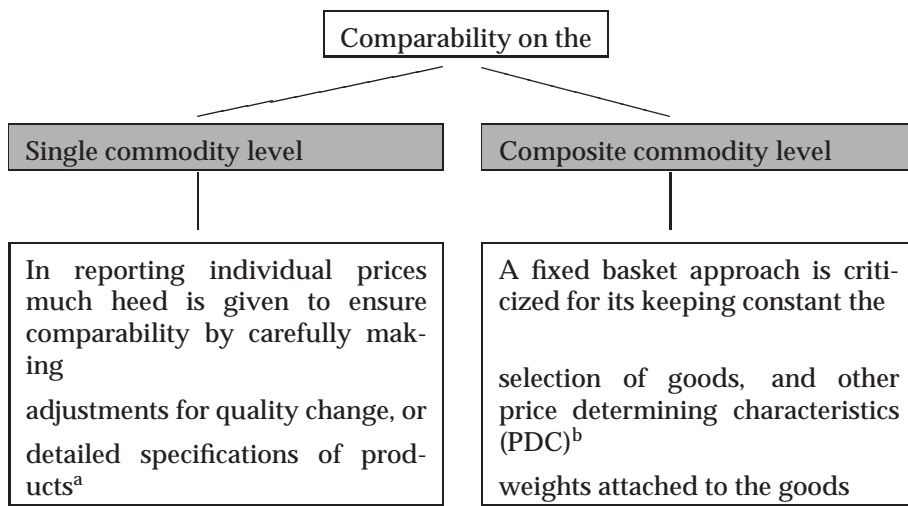 Comparability on the
Single commodity level
Composite commodity level
In reporting individual prices
much heed is given to ensure
comparability by carefully mak-
ing
adjustments for quality change, or
detailed specifications of prod-
uctsᵃ
A fixed basket approach is criti-
cized for its keeping constant the
selection of goods, and other
price determining characteristics
(PDC)ᵇ
weights attached to the goods